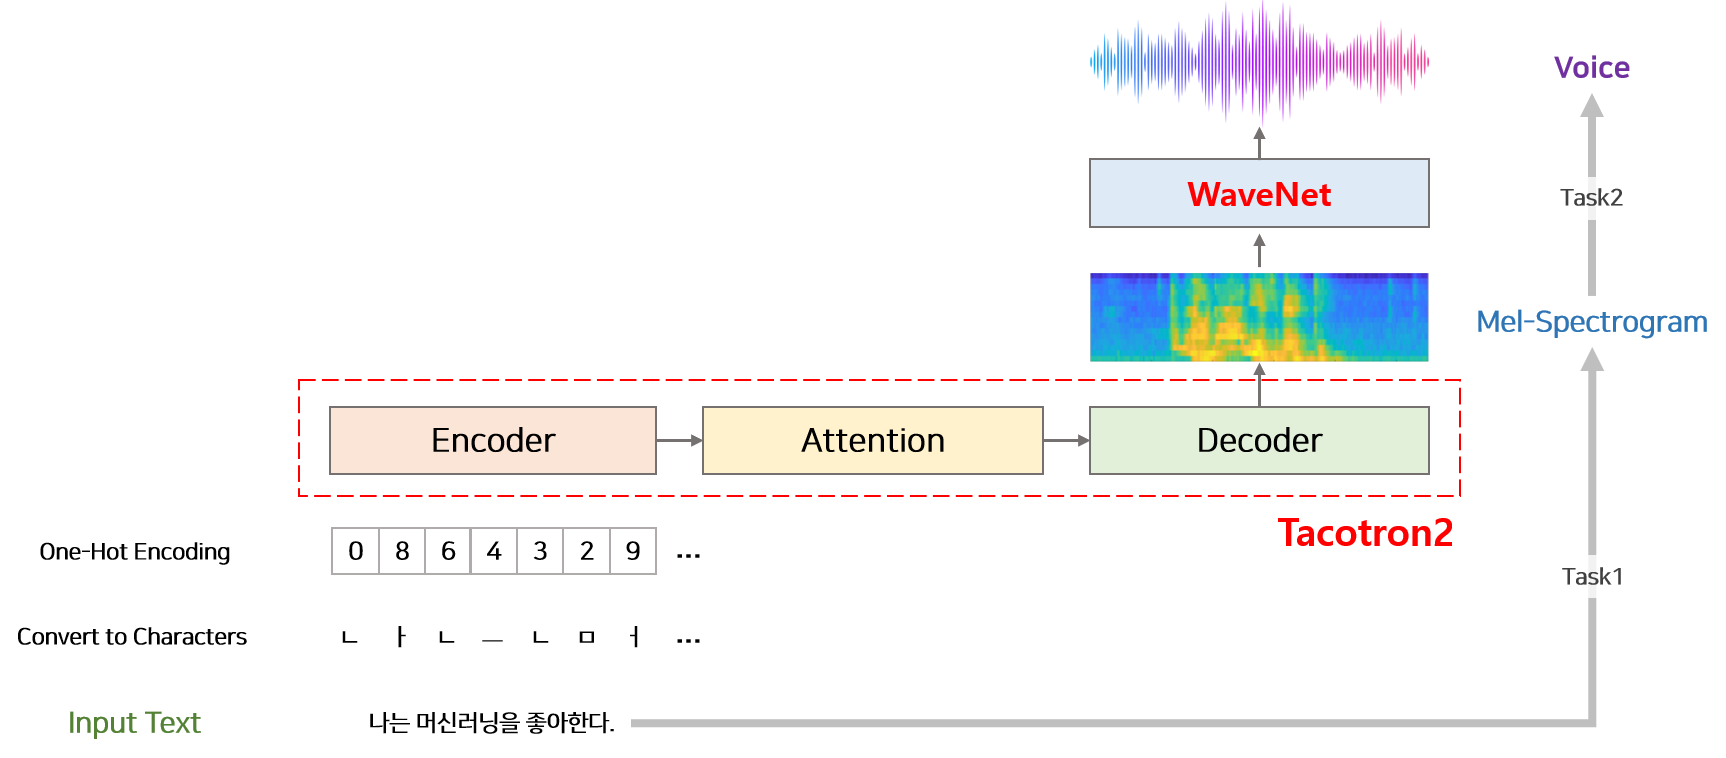 Voice
WaveNet
Task2
Mel-Spectrogram
Encoder
Attention
Decoder
Tacotron2
One-Hot Encoding
0 8 6 4 3 2 9 ...
Task1
Convert to Characters
ㄴ ㅏ ㄴ ㅡ ㄴ ㅁ ㅓ ...
Input Text
나는 머신러닝을 좋아한다.